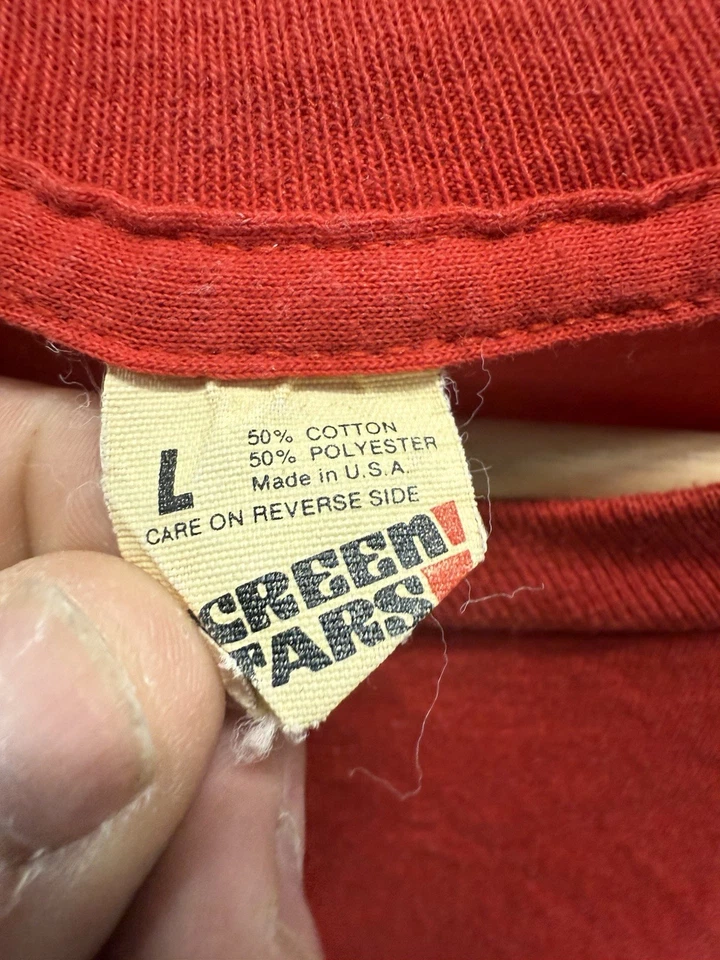 L
50% COTTON
50% POLYESTER
Made in U.S.A.
CARE ON REVERSE SIDE
CREEN!
TARS!